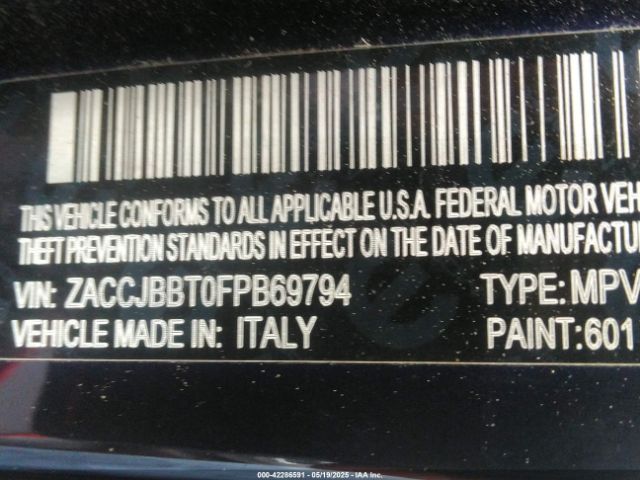 THIS VEHICLE CONFORMS TO ALL APPLICABLE U.S.A. FEDERAL MOTOR VEH
THEFT PREVENTION STANDARDS IN EFFECT ON THE DATE OF MANUFACTU
VIN: ZACCJBBT0FPB69794 TYPE: MPV
VEHICLE MADE IN: ITALY PAINT: 601
000-42286591 - 05/19/2025 - IAA Inc.